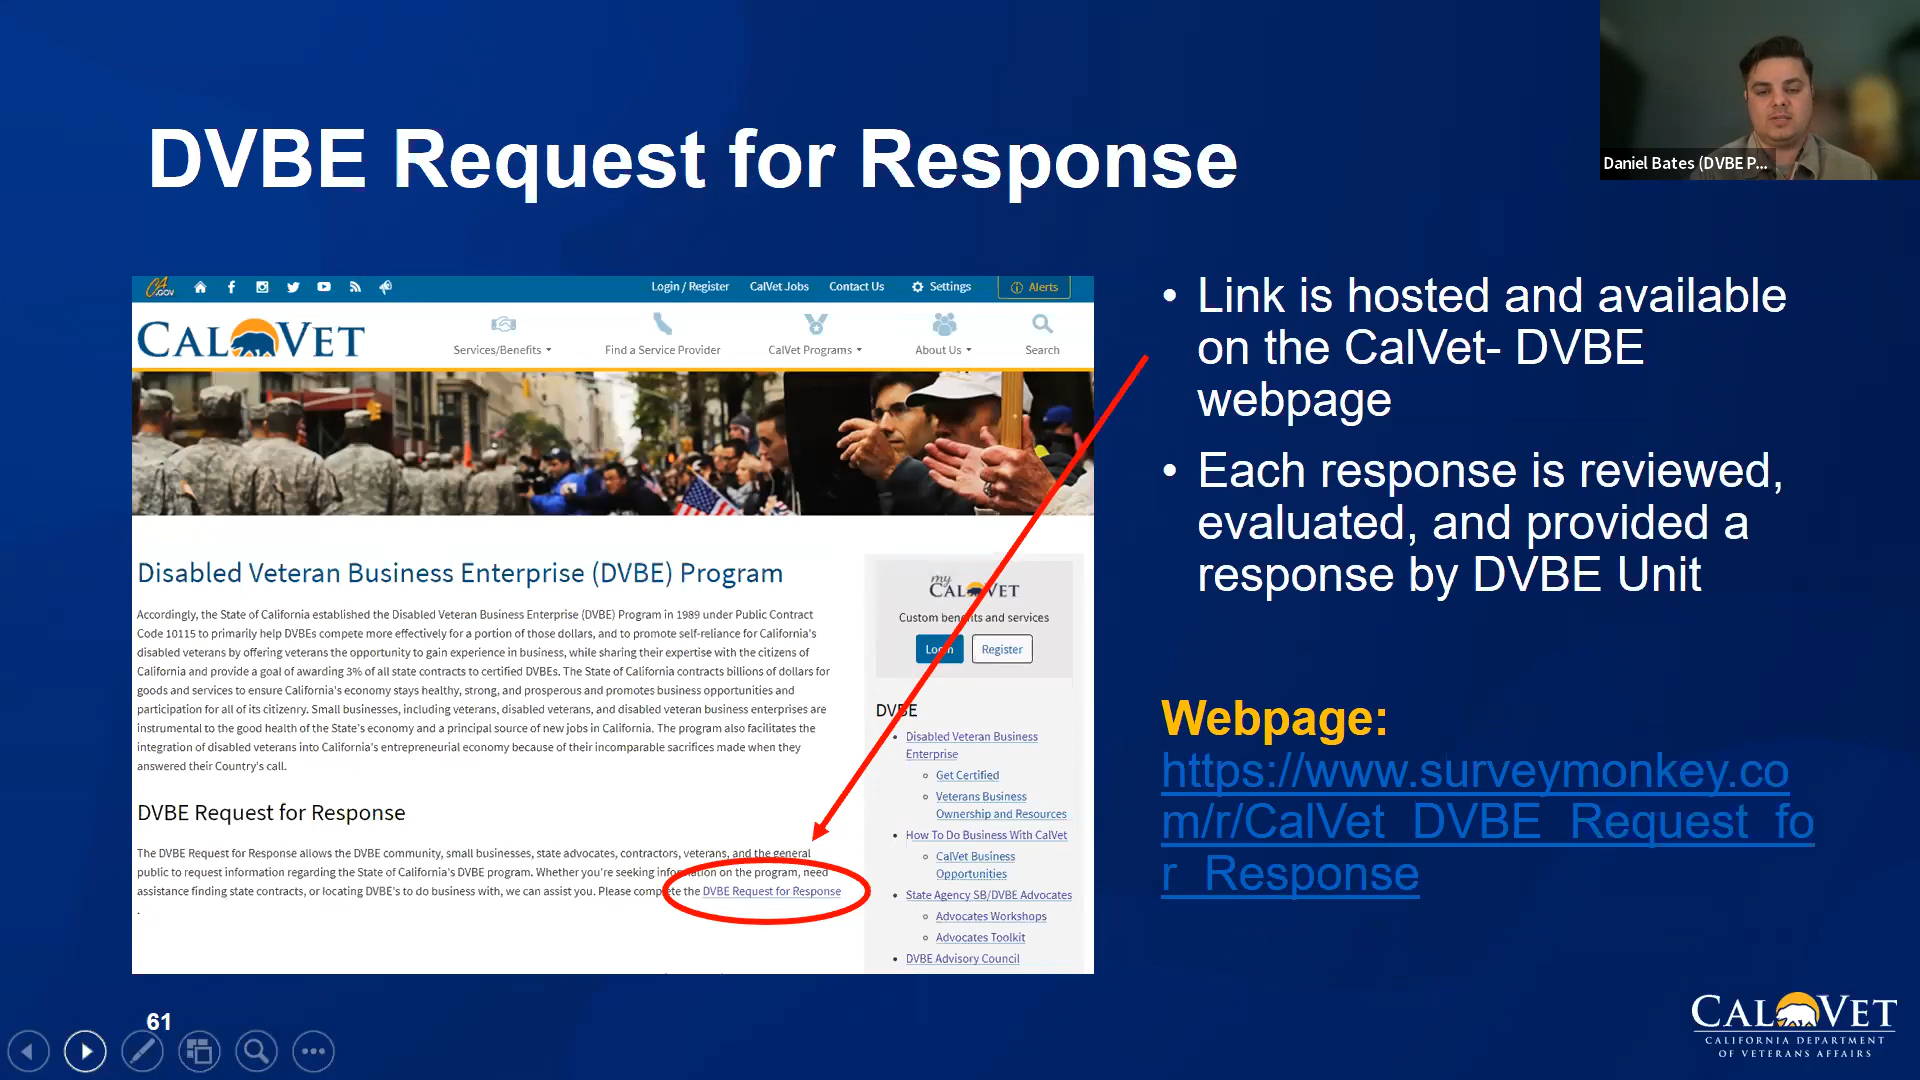 DVBE Request for Response
Daniel Bates (DVBE P...
CA
.GOV
Login / Register
CalVet Jobs
Contact Us
Settings
Alerts
CALVET
Services/Benefits
Find a Service Provider
CalVet Programs
About Us
Search
Disabled Veteran Business Enterprise (DVBE) Program
Accordingly, the State of California established the Disabled Veteran Business Enterprise (DVBE) Program in 1989 under Public Contract
Code 10115 to primarily help DVBEs compete more effectively for a portion of those dollars, and to promote self-reliance for California's
disabled veterans by offering veterans the opportunity to gain experience in business, while sharing their expertise with the citizens of
California and provide a goal of awarding 3% of all state contracts to certified DVBEs. The State of California contracts billions of dollars for
goods and services to ensure California's economy stays healthy, strong, and prosperous and promotes business opportunities and
participation for all of its citizenry. Small businesses, including veterans, disabled veterans, and disabled veteran business enterprises are
instrumental to the good health of the State's economy and a principal source of new jobs in California. The program also facilitates the
integration of disabled veterans into California's entrepreneurial economy because of their incomparable sacrifices made when they
answered their Country's call.
DVBE Request for Response
The DVBE Request for Response allows the DVBE community, small businesses, state advocates, contractors, veterans, and the general
public to request information regarding the State of California's DVBE program. Whether you're seeking information on the program, need
assistance finding state contracts, or locating DVBE's to do business with, we can assist you. Please complete the DVBE Request for Response
.
my
CALVET
Custom benefits and services
Login
Register
DVBE
• Disabled Veteran Business
Enterprise
Get Certified
Veterans Business
Ownership and Resources
• How To Do Business With CalVet
CalVet Business
Opportunities
• State Agency SB/DVBE Advocates
Advocates Workshops
Advocates Toolkit
• DVBE Advisory Council
• Link is hosted and available
on the CalVet- DVBE
webpage
• Each response is reviewed,
evaluated, and provided a
response by DVBE Unit
Webpage:
https://www.surveymonkey.co
m/r/CalVet_DVBE_Request_fo
r_Response
61
CALVET
CALIFORNIA DEPARTMENT
OF VETERANS AFFAIRS